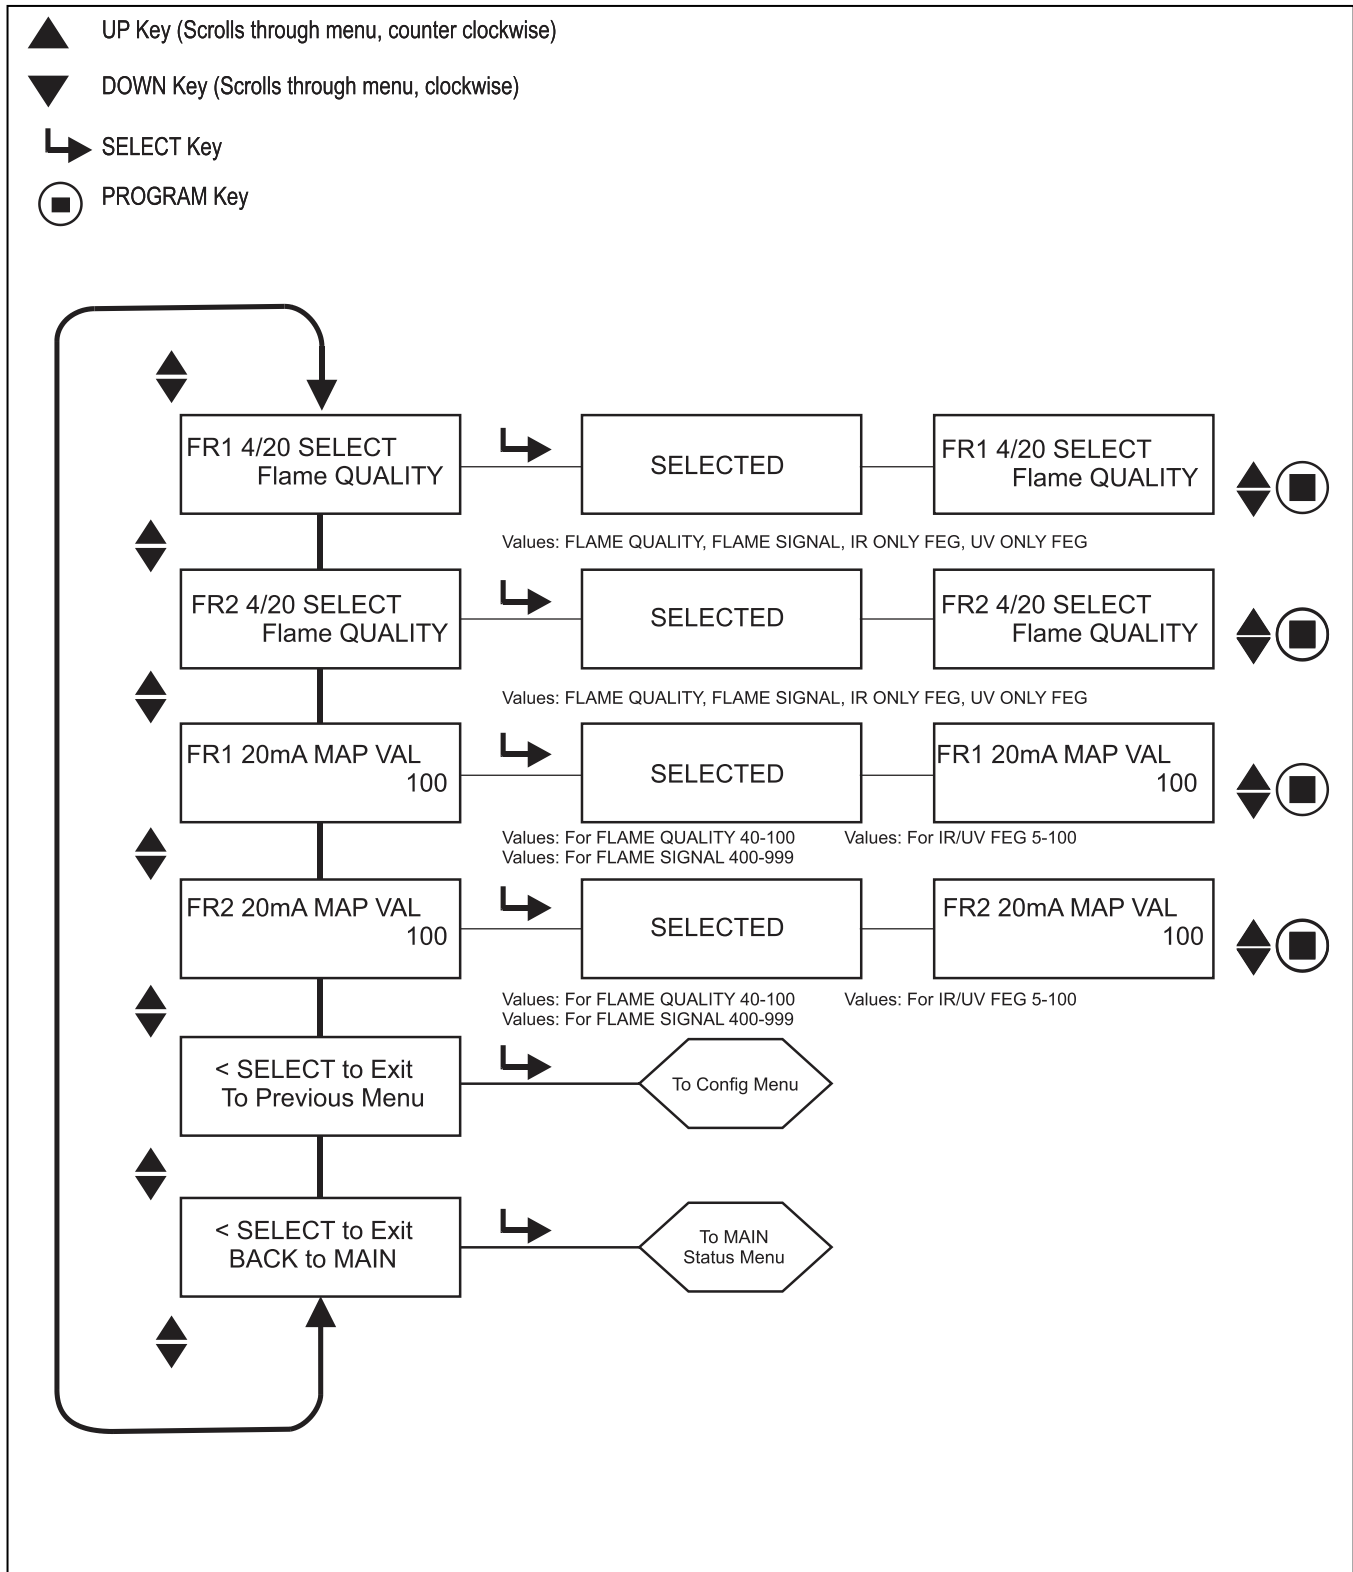 UP Key (Scrolls through menu, counter clockwise)
DOWN Key (Scrolls through menu, clockwise)
SELECT Key
PROGRAM Key
FR1 4/20 SELECT
Flame QUALITY
SELECTED
FR1 4/20 SELECT
Flame QUALITY
Values: FLAME QUALITY, FLAME SIGNAL, IR ONLY FEG, UV ONLY FEG
FR2 4/20 SELECT
Flame QUALITY
SELECTED
FR2 4/20 SELECT
Flame QUALITY
Values: FLAME QUALITY, FLAME SIGNAL, IR ONLY FEG, UV ONLY FEG
FR1 20mA MAP VAL
100
SELECTED
FR1 20mA MAP VAL
100
Values: For FLAME QUALITY 40-100
Values: For FLAME SIGNAL 400-999
Values: For IR/UV FEG 5-100
FR2 20mA MAP VAL
100
SELECTED
FR2 20mA MAP VAL
100
Values: For FLAME QUALITY 40-100
Values: For FLAME SIGNAL 400-999
Values: For IR/UV FEG 5-100
< SELECT to Exit
To Previous Menu
To Config Menu
< SELECT to Exit
BACK to MAIN
To MAIN
Status Menu